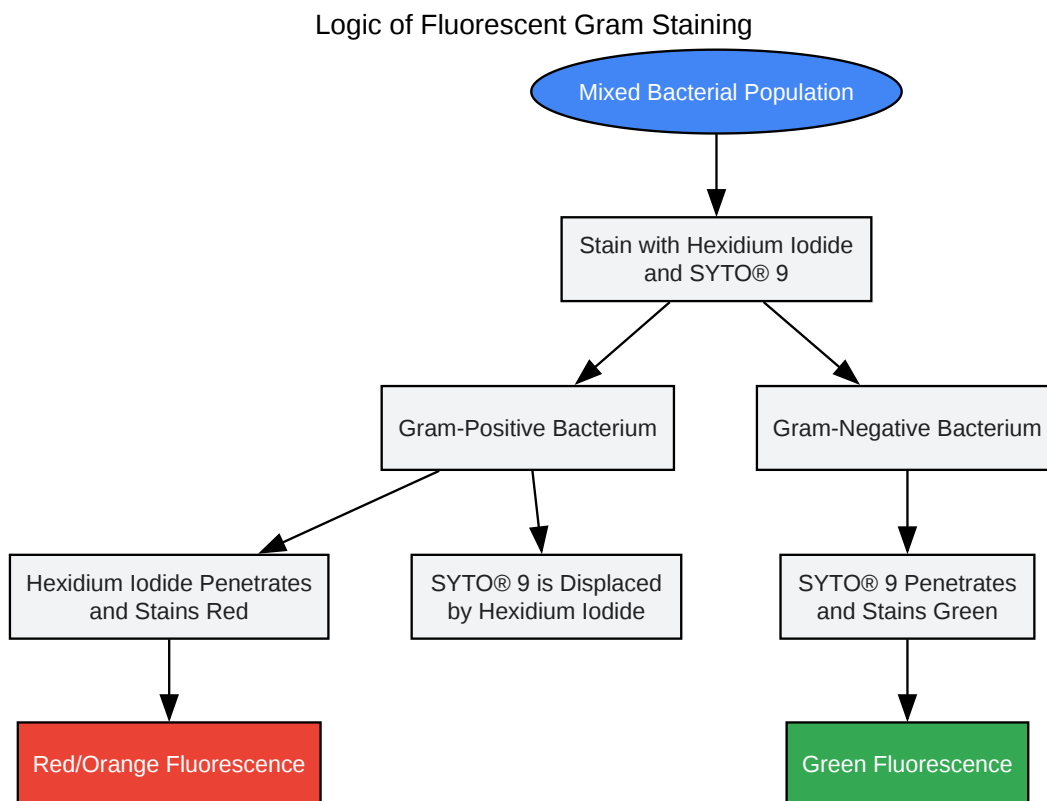 Logic of Fluorescent Gram Staining
Mixed Bacterial Population
Stain with Hexidium Iodide
and SYTO® 9
Gram-Positive Bacterium
Gram-Negative Bacterium
Hexidium Iodide Penetrates
and Stains Red
SYTO® 9 is Displaced
by Hexidium Iodide
SYTO® 9 Penetrates
and Stains Green
Red/Orange Fluorescence
Green Fluorescence